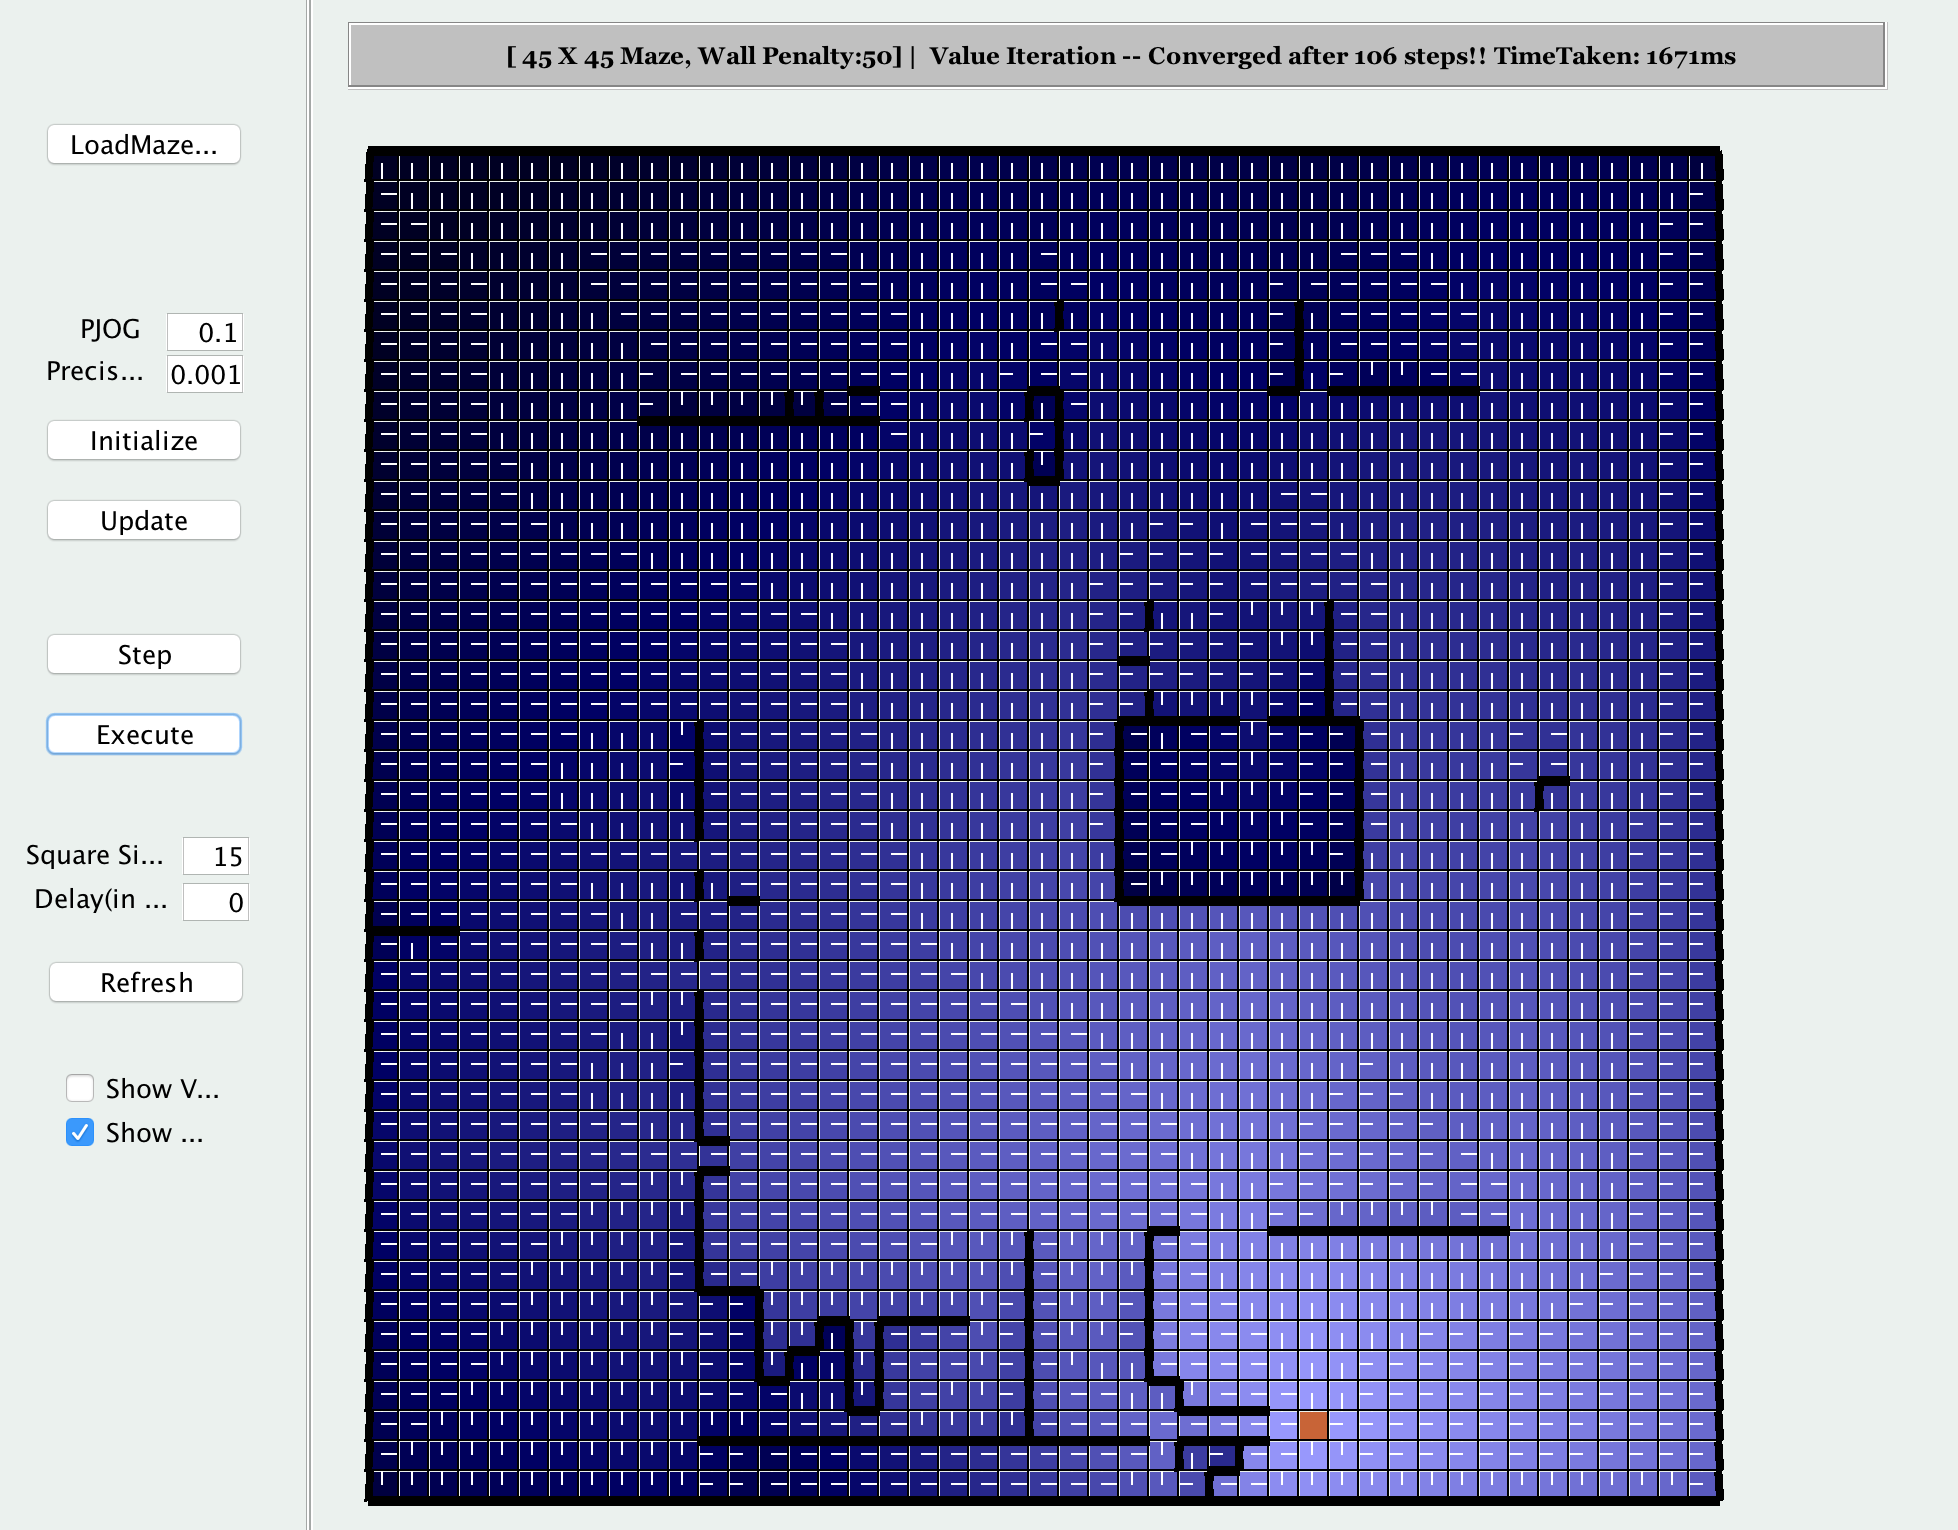 [ 45 X 45 Maze, Wall Penalty:50] |  Value Iteration -- Converged after 106 steps!! TimeTaken: 1671ms
LoadMaze...
PJOG 0.1
Precis... 0.001
Initialize
Update
Step
Execute
Square Si... 15
Delay(in ... 0
Refresh
Show V...
Show ...